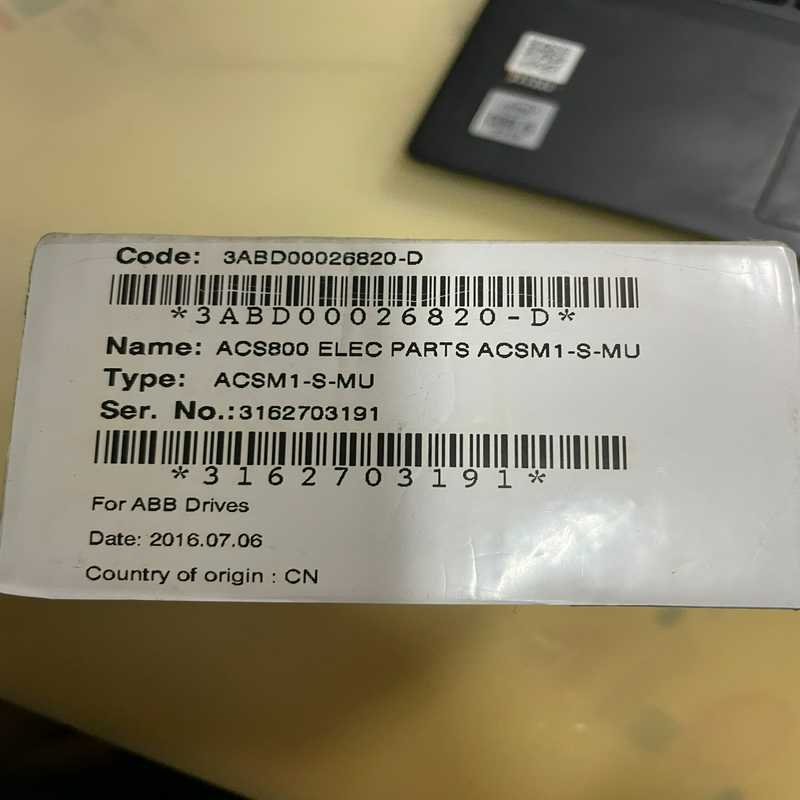 Code: 3ABD00026820-D
*3ABD00026820-D*
Name: ACS800 ELEC PARTS ACSM1-S-MU
Type: ACSM1-S-MU
Ser. No.:3162703191
*3162703191*
For ABB Drives
Date: 2016.07.06
Country of origin : CN